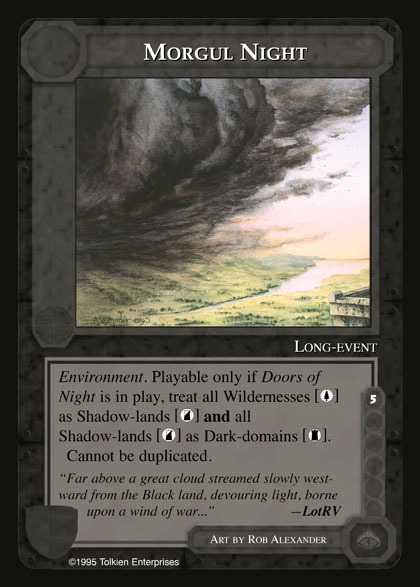 MORGUL NIGHT
LONG-EVENT
Environment. Playable only if Doors of
Night is in play, treat all Wildernesses []
as Shadow-lands [] and all
Shadow-lands [] as Dark-domains [].
Cannot be duplicated.
5
“Far above a great cloud streamed slowly west-
ward from the Black land, devouring light, borne
upon a wind of war...” —LotRV
ART BY ROB ALEXANDER
©1995 Tolkien Enterprises